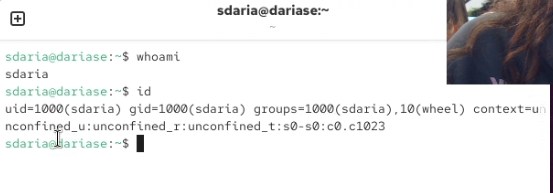 sdaria@dariase:~
~
sdaria@dariase:~$ whoami
sdaria
sdaria@dariase:~$ id
uid=1000(sdaria) gid=1000(sdaria) groups=1000(sdaria),10(wheel) context=u
nconfined_u:unconfined_r:unconfined_t:s0-s0:c0.c1023
sdaria@dariase:~$